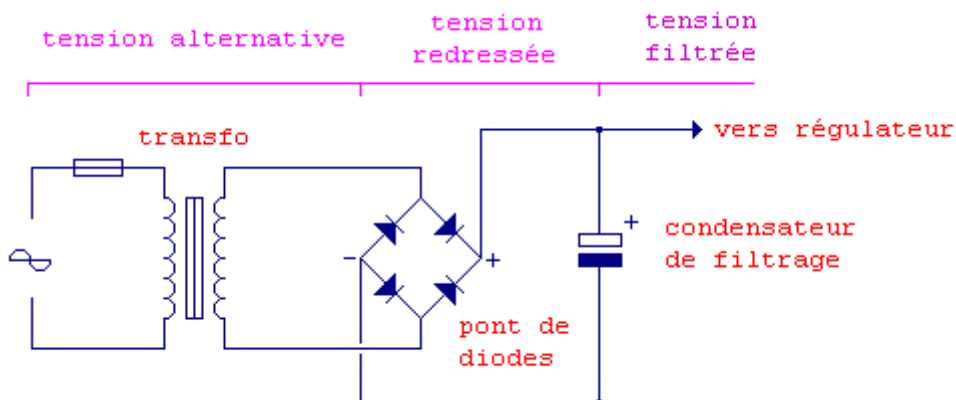 tension alternative
tension
redressée
tension
filtrée
transfo
vers régulateur
+
condensateur
de filtrage
-
+
pont de
diodes